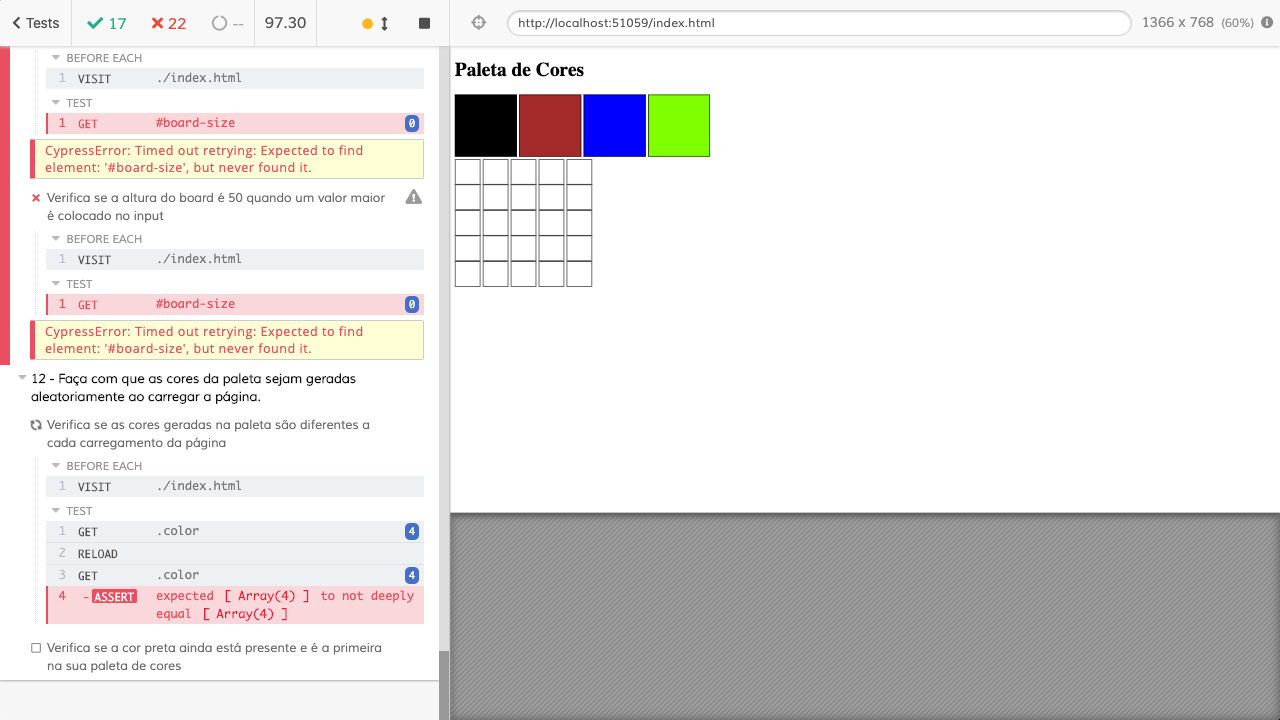 Tests 17 22 -- 97.30 http://localhost:51059/index.html 1366 x 768 (60%)
BEFORE EACH
1 VISIT ./index.html
TEST
1 GET #board-size 0
CypressError: Timed out retrying: Expected to find
element: '#board-size', but never found it.
Verifica se a altura do board é 50 quando um valor maior
é colocado no input
BEFORE EACH
1 VISIT ./index.html
TEST
1 GET #board-size 0
CypressError: Timed out retrying: Expected to find
element: '#board-size', but never found it.
12 - Faça com que as cores da paleta sejam geradas
aleatoriamente ao carregar a página.
Verifica se as cores geradas na paleta são diferentes a
cada carregamento da página
BEFORE EACH
1 VISIT ./index.html
TEST
1 GET .color 4
2 RELOAD
3 GET .color 4
4 -ASSERT expected [ Array(4) ] to not deeply
equal [ Array(4) ]
Verifica se a cor preta ainda está presente e é a primeira
na sua paleta de cores
Paleta de Cores